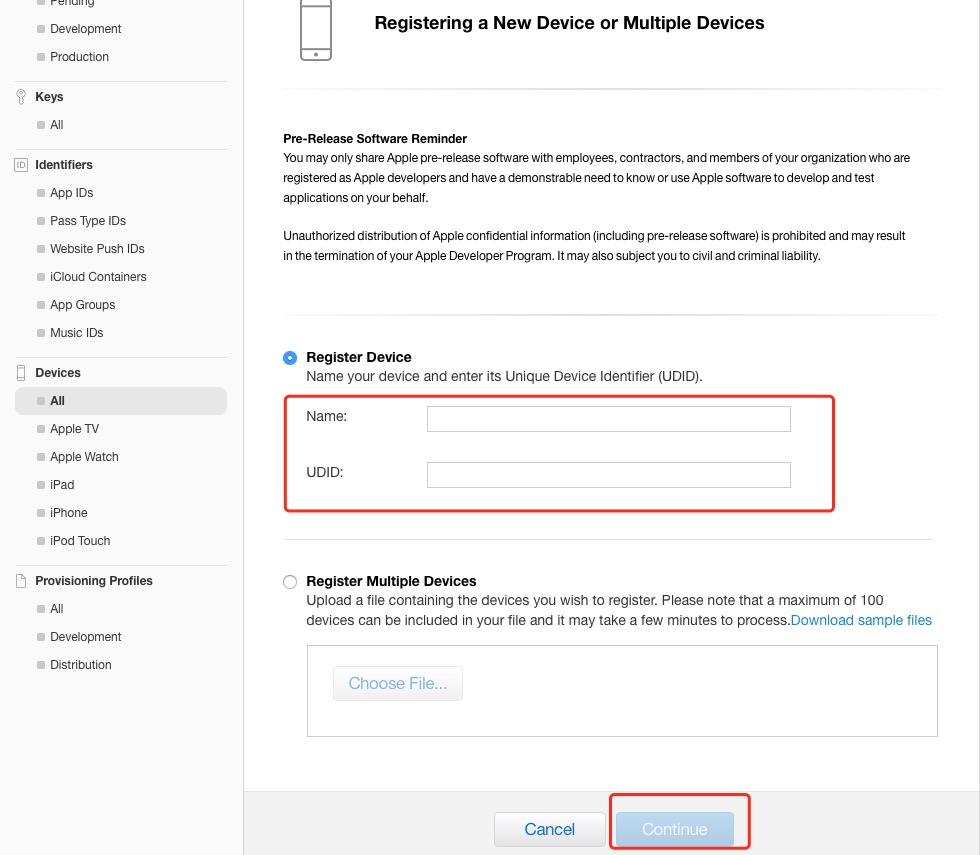 Pending
Development
Production
Keys
All
ID Identifiers
App IDs
Pass Type IDs
Website Push IDs
iCloud Containers
App Groups
Music IDs
Devices
All
Apple TV
Apple Watch
iPad
iPhone
iPod Touch
Provisioning Profiles
All
Development
Distribution
Registering a New Device or Multiple Devices
Pre-Release Software Reminder
You may only share Apple pre-release software with employees, contractors, and members of your organization who are
registered as Apple developers and have a demonstrable need to know or use Apple software to develop and test
applications on your behalf.
Unauthorized distribution of Apple confidential information (including pre-release software) is prohibited and may result
in the termination of your Apple Developer Program. It may also subject you to civil and criminal liability.
Register Device
Name your device and enter its Unique Device Identifier (UDID).
Name:
UDID:
Register Multiple Devices
Upload a file containing the devices you wish to register. Please note that a maximum of 100
devices can be included in your file and it may take a few minutes to process.Download sample files
Choose File...
Cancel Continue